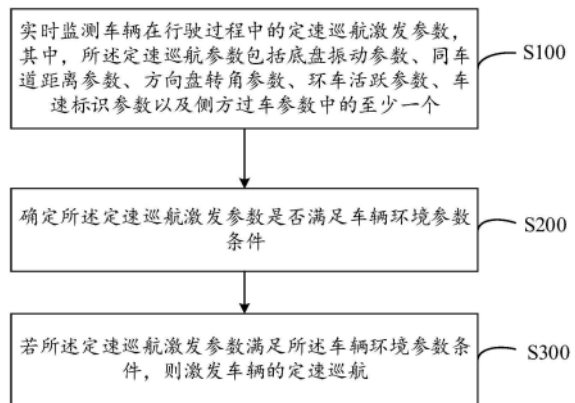 实时监测车辆在行驶过程中的定速巡航激发参数，
其中，所述定速巡航参数包括底盘振动参数、同车
道距离参数、方向盘转角参数、环车活跃参数、车
速标识参数以及侧方过车参数中的至少一个
S100
确定所述定速巡航激发参数是否满足车辆环境参数
条件
S200
若所述定速巡航激发参数满足所述车辆环境参数条
件，则激发车辆的定速巡航
S300